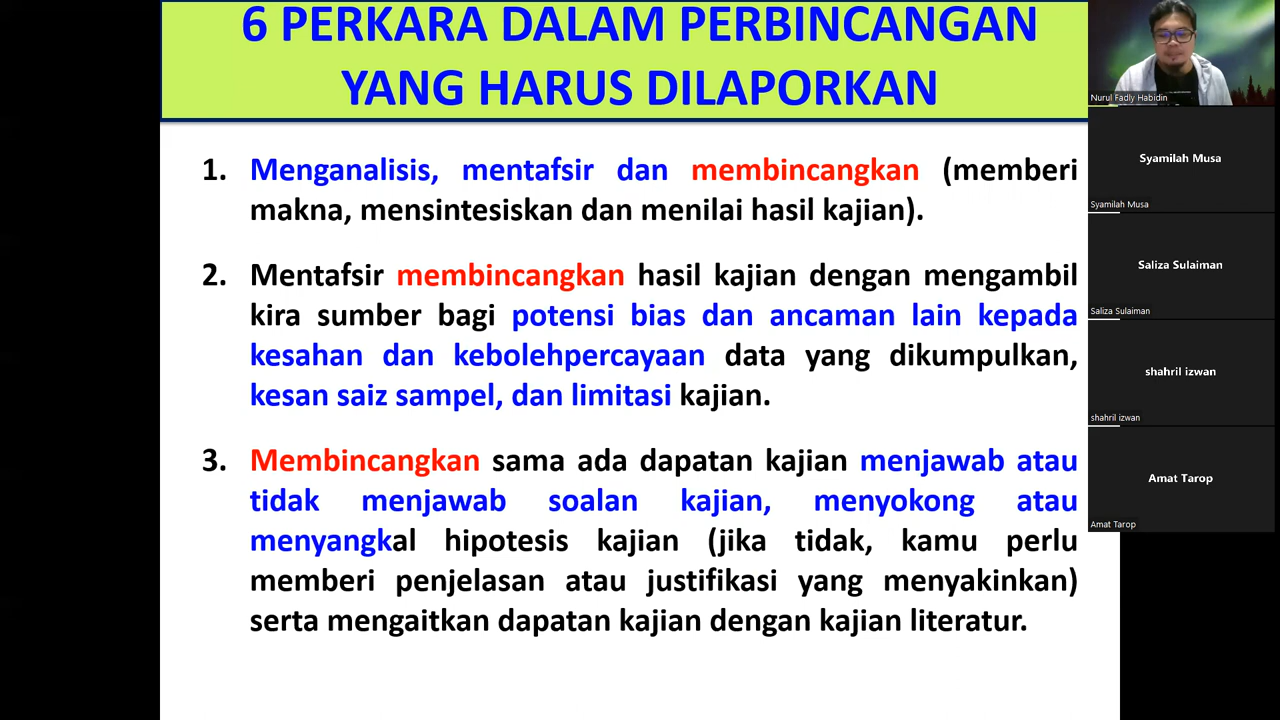 6 PERKARA DALAM PERBINCANGAN
YANG HARUS DILAPORKAN
1. Menganalisis, mentafsir dan membincangkan (memberi
makna, mensintesiskan dan menilai hasil kajian).
2. Mentafsir membincangkan hasil kajian dengan mengambil
kira sumber bagi potensi bias dan ancaman lain kepada
kesahan dan kebolehpercayaan data yang dikumpulkan,
kesan saiz sampel, dan limitasi kajian.
3. Membincangkan sama ada dapatan kajian menjawab atau
tidak menjawab soalan kajian, menyokong atau
menyangkal hipotesis kajian (jika tidak, kamu perlu
memberi penjelasan atau justifikasi yang menyakinkan)
serta mengaitkan dapatan kajian dengan kajian literatur.
Nurul Fadly Habidin
Syamilah Musa
Syamilah Musa
Saliza Sulaiman
Saliza Sulaiman
shahril izwan
shahril izwan
Amat Tarop
Amat Tarop